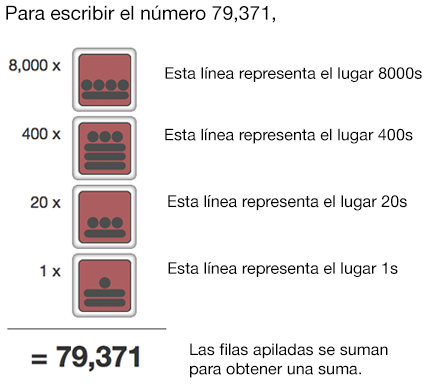 Para escribir el número 79,371,
8,000 x
Esta línea representa el lugar 8000s
400 x
Esta línea representa el lugar 400s
20 x
Esta línea representa el lugar 20s
1 x
Esta línea representa el lugar 1s
= 79,371
Las filas apiladas se suman
para obtener una suma.